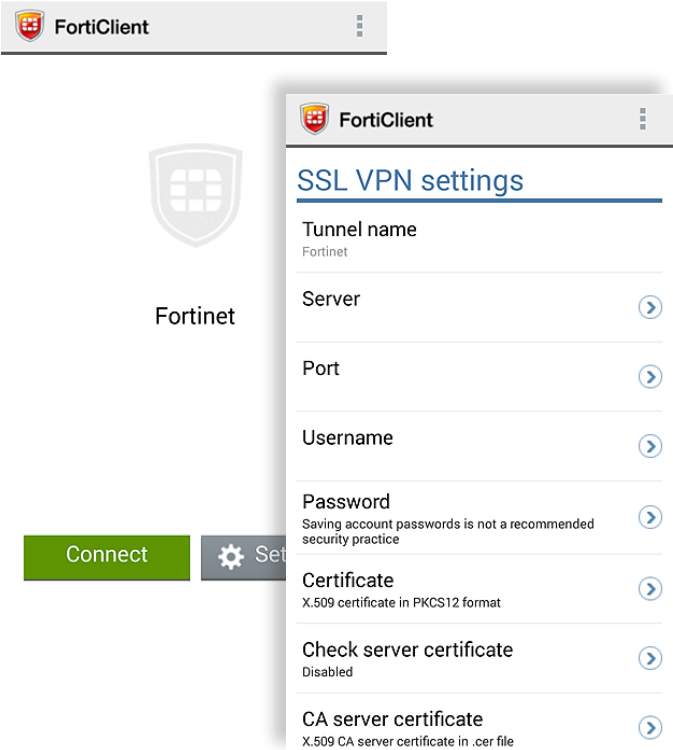 FortiClient
Fortinet
Connect
Set
FortiClient
SSL VPN settings
Tunnel name
Fortinet
Server
Port
Username
Password
Saving account passwords is not a recommended
security practice
Certificate
X.509 certificate in PKCS12 format
Check server certificate
Disabled
CA server certificate
X.509 CA server certificate in .cer file